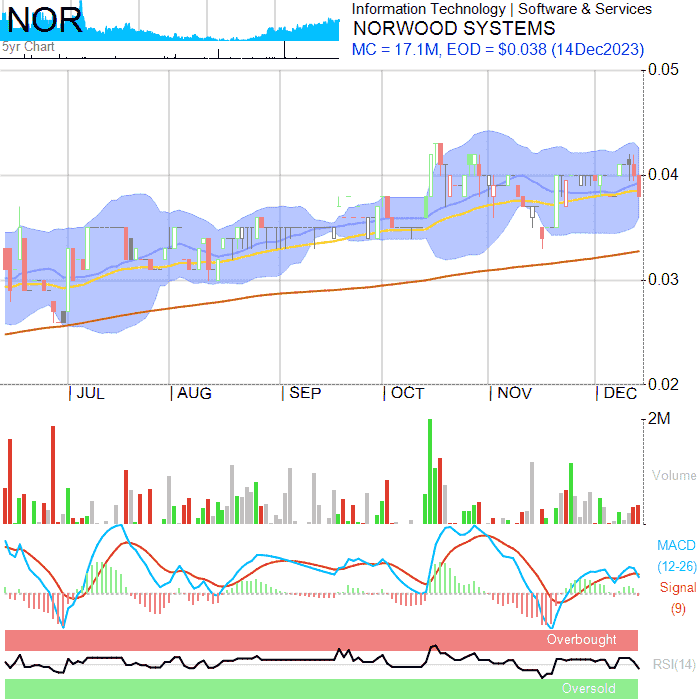 NOR
5yr Chart
Information Technology | Software & Services
NORWOOD SYSTEMS
MC = 17.1M, EOD = $0.038 (14Dec2023)
0.05
0.04
0.03
0.02
| JUL | AUG | SEP | OCT | NOV | DEC
2M
Volume
MACD
(12-26)
Signal
(9)
Overbought
RSI(14)
Oversold